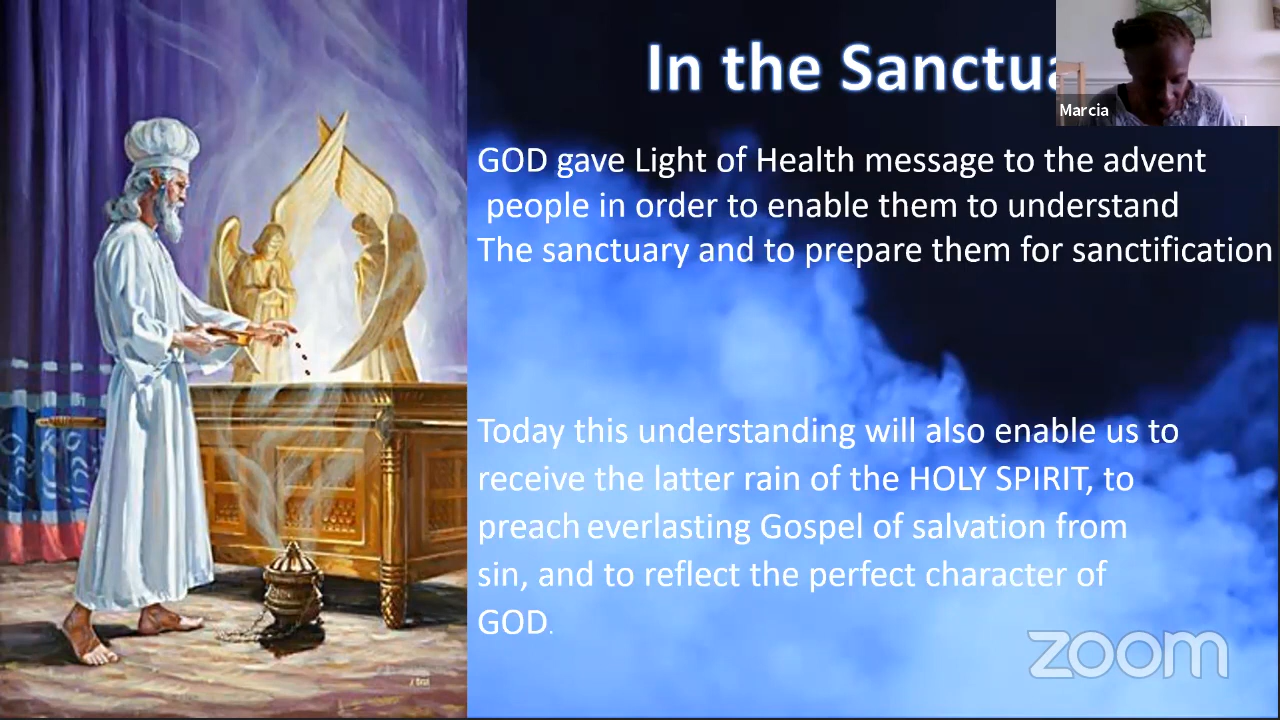 In the Sanctua
Marcia
GOD gave Light of Health message to the advent
people in order to enable them to understand
The sanctuary and to prepare them for sanctification
Today this understanding will also enable us to
receive the latter rain of the HOLY SPIRIT, to
preach everlasting Gospel of salvation from
sin, and to reflect the perfect character of
GOD.
zoom